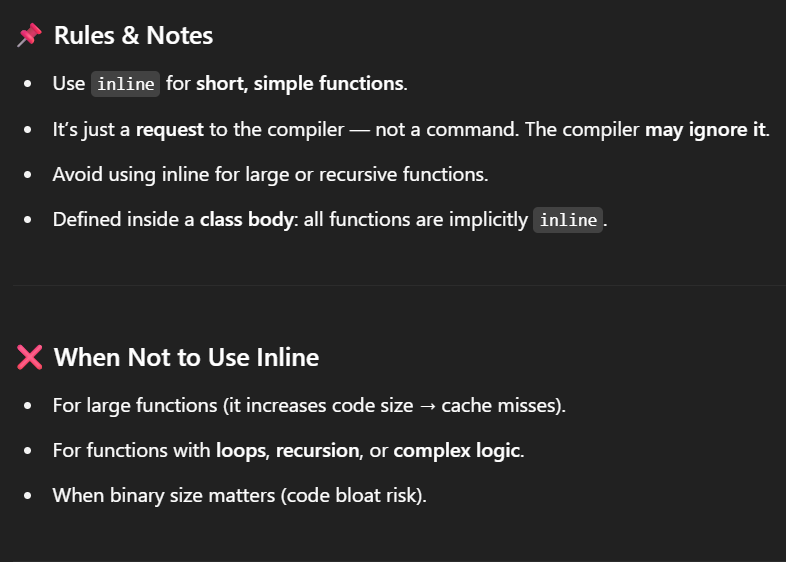 📌 Rules & Notes
• Use inline for short, simple functions.
• It’s just a request to the compiler — not a command. The compiler may ignore it.
• Avoid using inline for large or recursive functions.
• Defined inside a class body: all functions are implicitly inline.
❌ When Not to Use Inline
• For large functions (it increases code size → cache misses).
• For functions with loops, recursion, or complex logic.
• When binary size matters (code bloat risk).